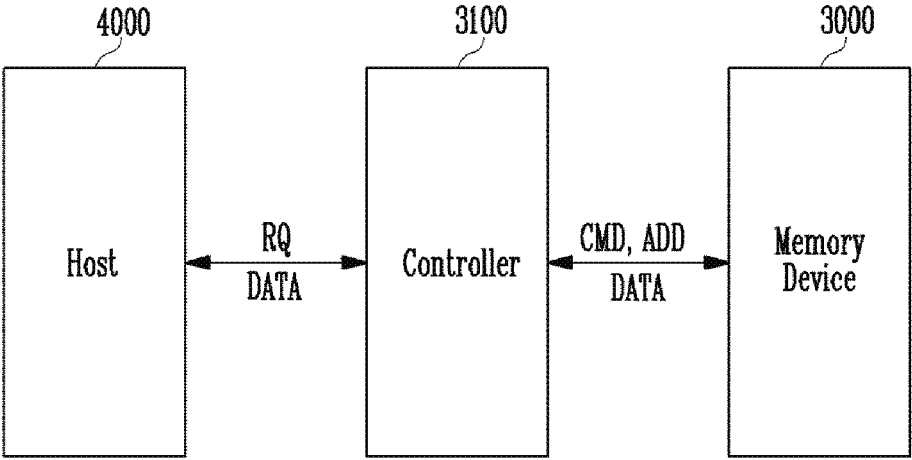 4000
3100
3000
Host
RQ
DATA
Controller
CMD, ADD
DATA
Memory
Device